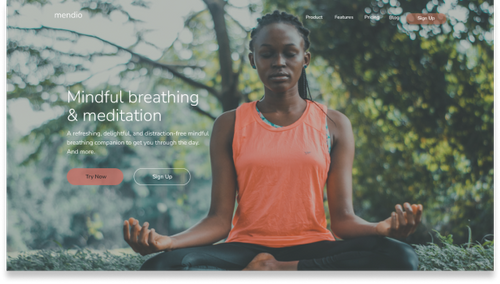 mendio
Product Features Pricing Blog Sign Up
Mindful breathing
& meditation
A refreshing, delightful, and distraction-free mindful
breathing companion to get you through the day.
And more.
Try Now Sign Up